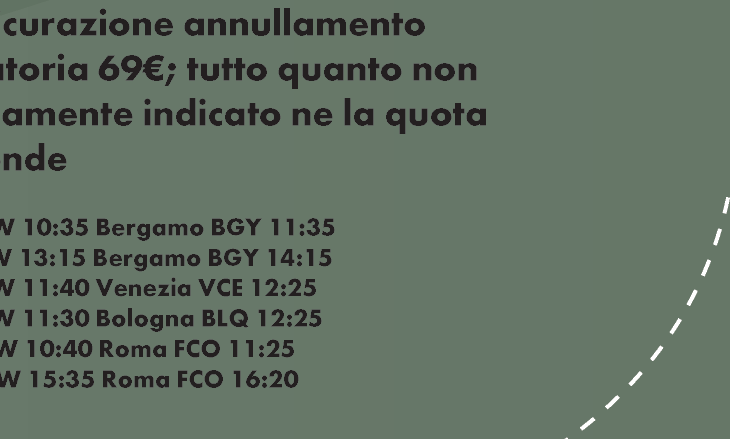 curazione annullamento
atoria 69€; tutto quanto non
amente indicato ne la quota
nde
W 10:35 Bergamo BGY 11:35
W 13:15 Bergamo BGY 14:15
W 11:40 Venezia VCE 12:25
W 11:30 Bologna BLQ 12:25
W 10:40 Roma FCO 11:25
W 15:35 Roma FCO 16:20